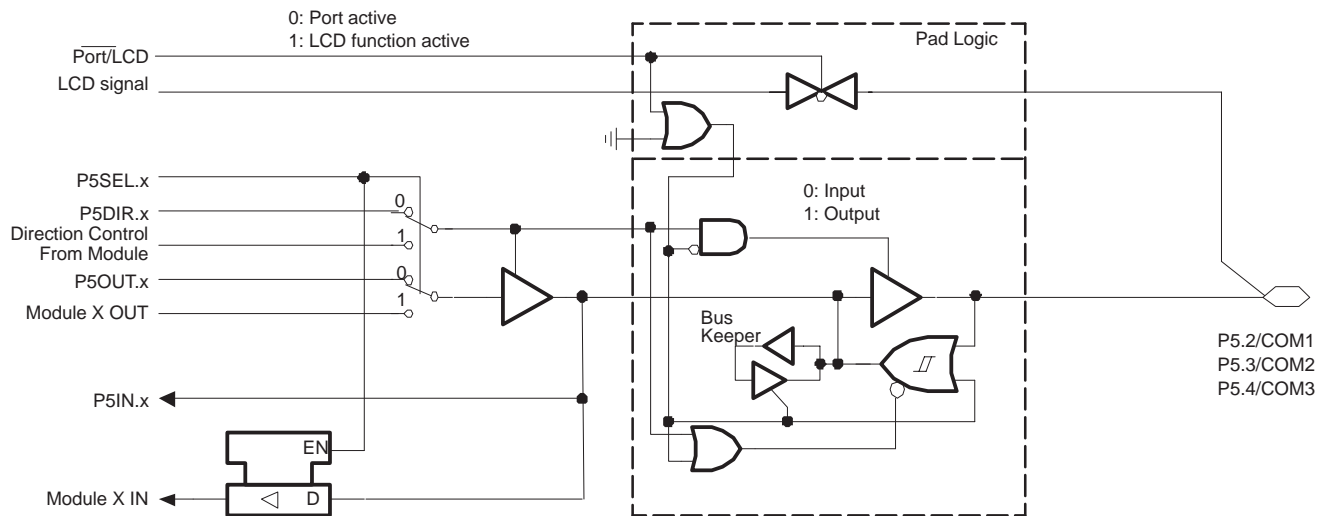 0: Port active
1: LCD function active
Pad Logic
Port/LCD
LCD signal
P5SEL.x
0
P5DIR.x
Direction Control
From Module
1
0: Input
1: Output
P5OUT.x
0
Module X OUT
1
Bus
Keeper
P5.2/COM1
P5.3/COM2
P5.4/COM3
P5IN.x
EN
Module X IN
D